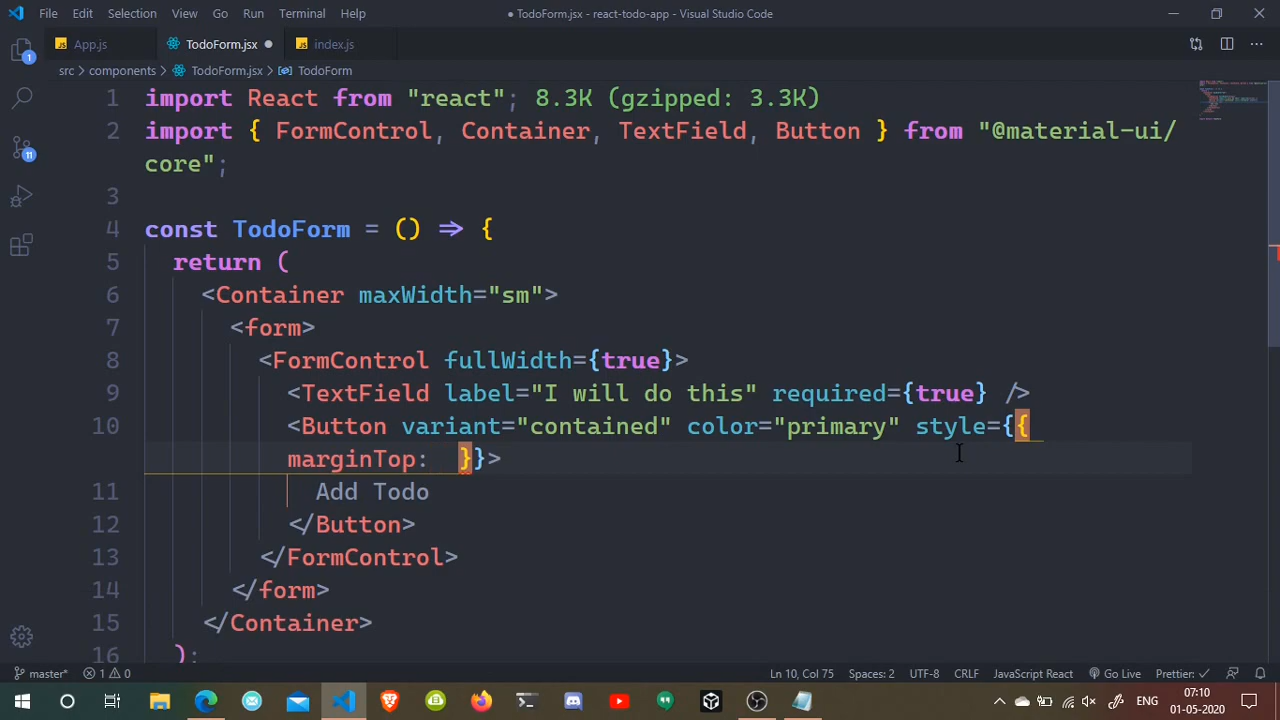 File Edit Selection View Go Run Terminal Help ● TodoForm.jsx - react-todo-app - Visual Studio Code
JS App.js TodoForm.jsx ● JS index.js
src > components > TodoForm.jsx > TodoForm
1 import React from "react"; 8.3K (gzipped: 3.3K)
2 import { FormControl, Container, TextField, Button } from "@material-ui/
core";
3
4 const TodoForm = () => {
5 return (
6 <Container maxWidth="sm">
7 <form>
8 <FormControl fullWidth={true}>
9 <TextField label="I will do this" required={true} />
10 <Button variant="contained" color="primary" style={{
marginTop: }}>
11 Add Todo
12 </Button>
13 </FormControl>
14 </form>
15 </Container>
16 );
1
11
master* 1 0 Ln 10, Col 75 Spaces: 2 UTF-8 CRLF JavaScript React Go Live Prettier: ✓
ENG 07:10
01-05-2020